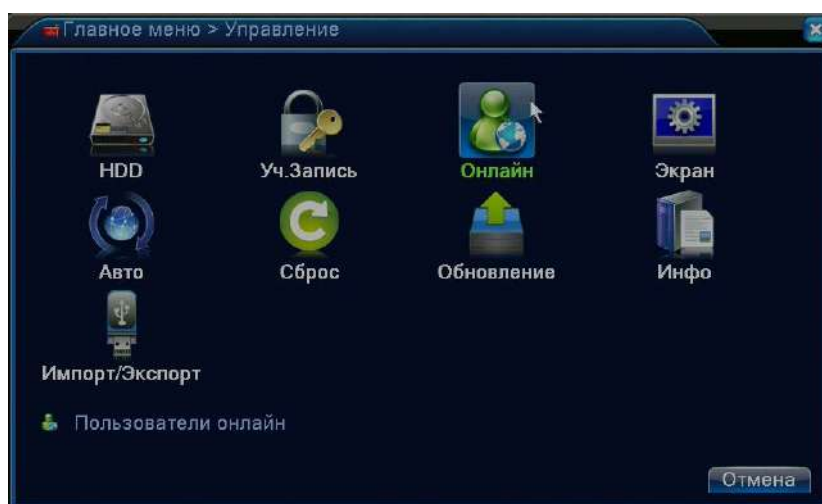 Главное меню > Управление
HDD
Уч.Запись
Онлайн
Экран
Авто
Сброс
Обновление
Инфо
Импорт/Экспорт
Пользователи онлайн
Отмена